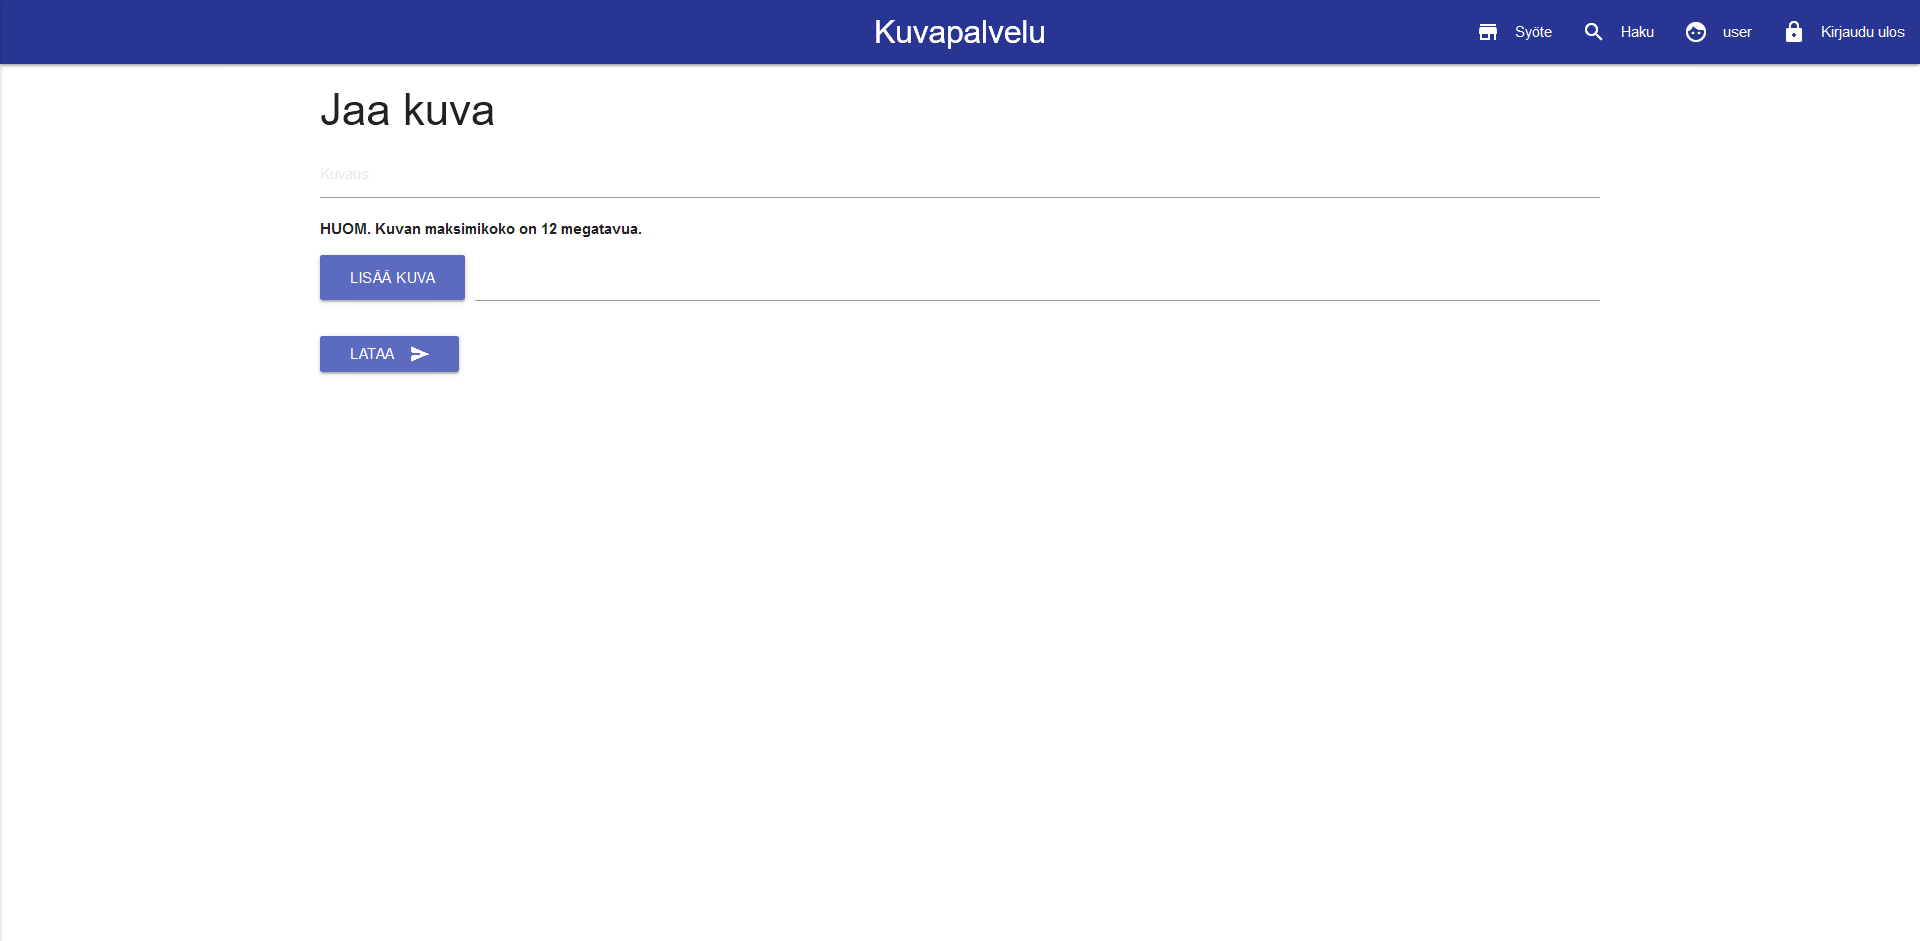 Kuvapalvelu
Syöte
Haku
user
Kirjaudu ulos
Jaa kuva
Kuvaus
HUOM. Kuvan maksimikoko on 12 megatavua.
LISÄÄ KUVA
LATAA